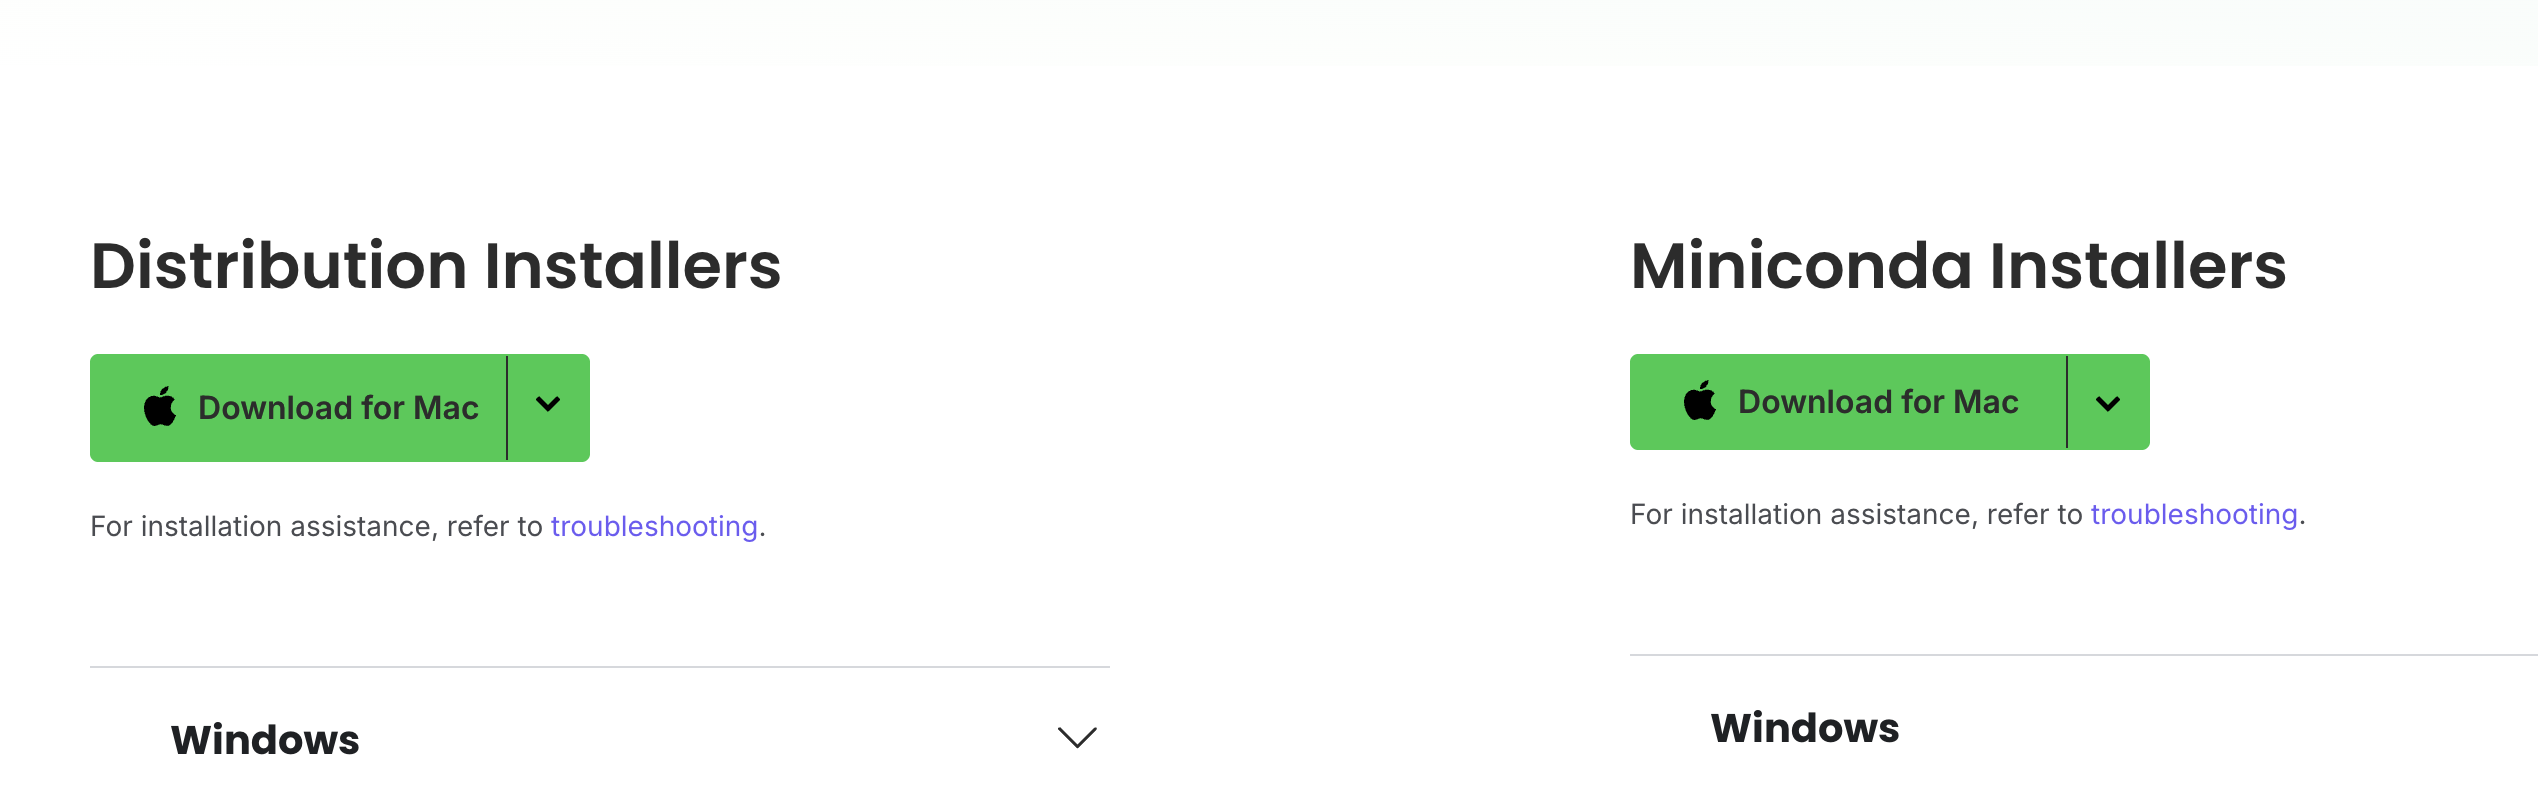 Distribution Installers
Download for Mac
For installation assistance, refer to troubleshooting.
Windows
Miniconda Installers
Download for Mac
For installation assistance, refer to troubleshooting.
Windows